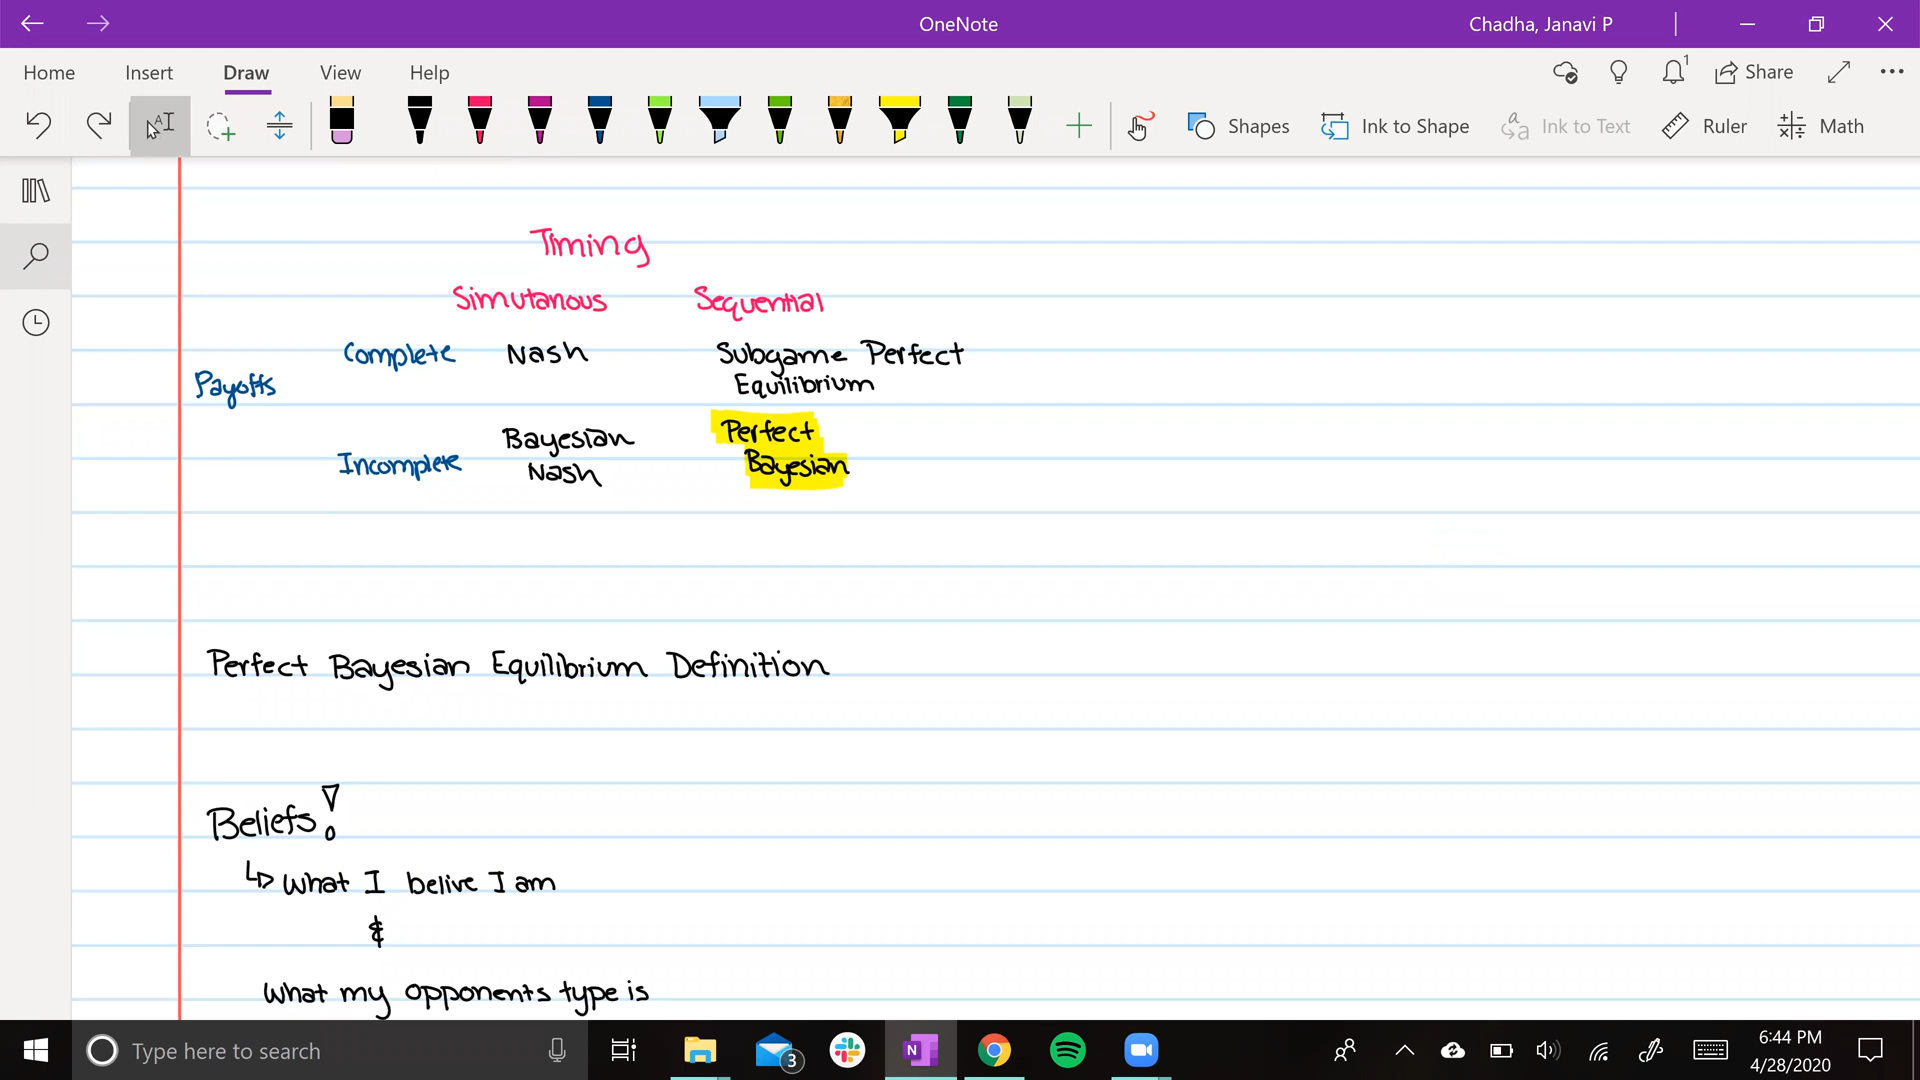 OneNote
Chadha, Janavi P
Home Insert Draw View Help
1
Share
Shapes
Ink to Shape
Ink to Text
Ruler
Math
Timing
Simutanous Sequential
Complete Nash Subgame Perfect
Payoffs Equilibrium
Bayesian Perfect
Incomplete Nash Bayesian
Perfect Bayesian Equilibrium Definition
Beliefs!
What I belive I am
&
What my opponents type is
Type here to search
3
N
6:44 PM
4/28/2020